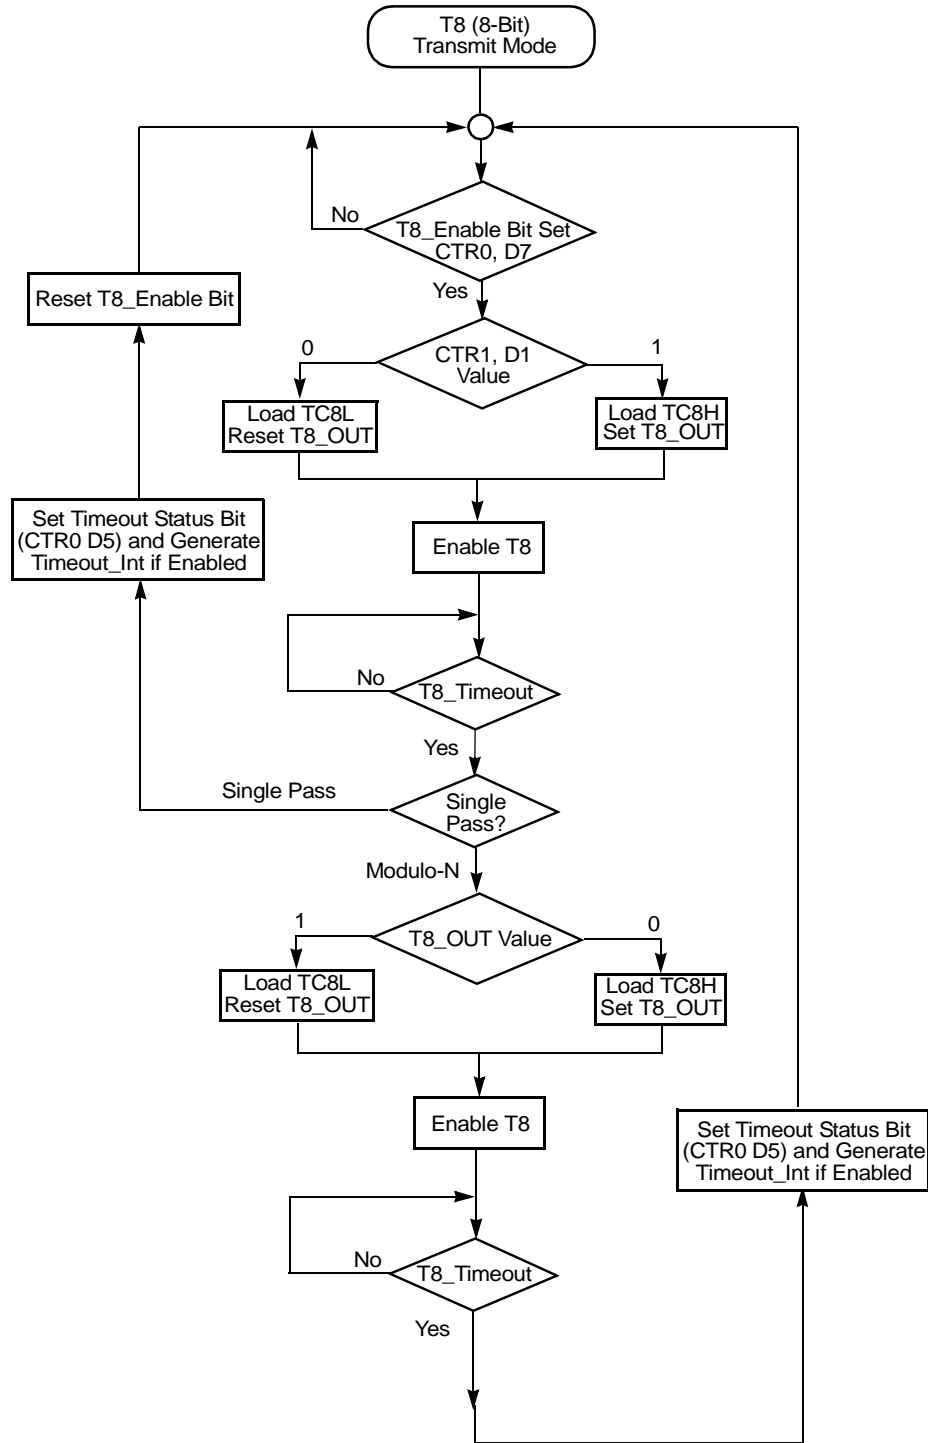 T8 (8-Bit)
Transmit Mode
No
T8_Enable Bit Set
CTR0, D7
Yes
Reset T8_Enable Bit
0
CTR1, D1
Value
1
Load TC8L
Reset T8_OUT
Load TC8H
Set T8_OUT
Set Timeout Status Bit
(CTR0 D5) and Generate
Timeout_Int if Enabled
Enable T8
No
T8_Timeout
Yes
Single Pass
Single
Pass?
Modulo-N
1
T8_OUT Value
0
Load TC8L
Reset T8_OUT
Load TC8H
Set T8_OUT
Enable T8
Set Timeout Status Bit
(CTR0 D5) and Generate
Timeout_Int if Enabled
No
T8_Timeout
Yes